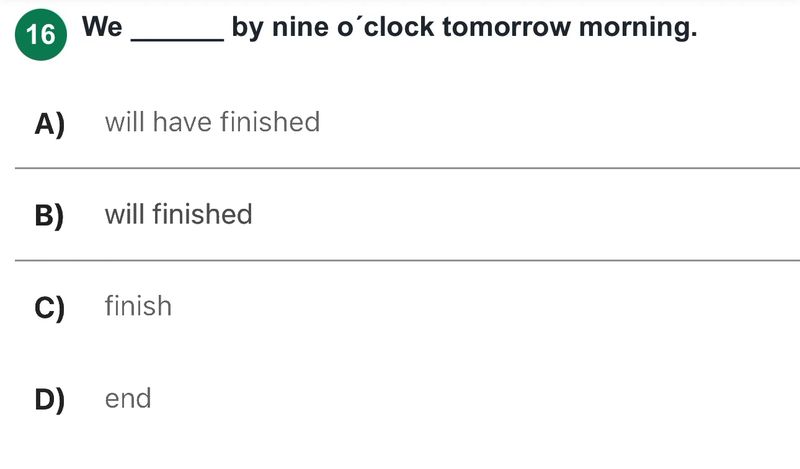 16 We ______ by nine o´clock tomorrow morning.
A) will have finished
B) will finished
C) finish
D) end